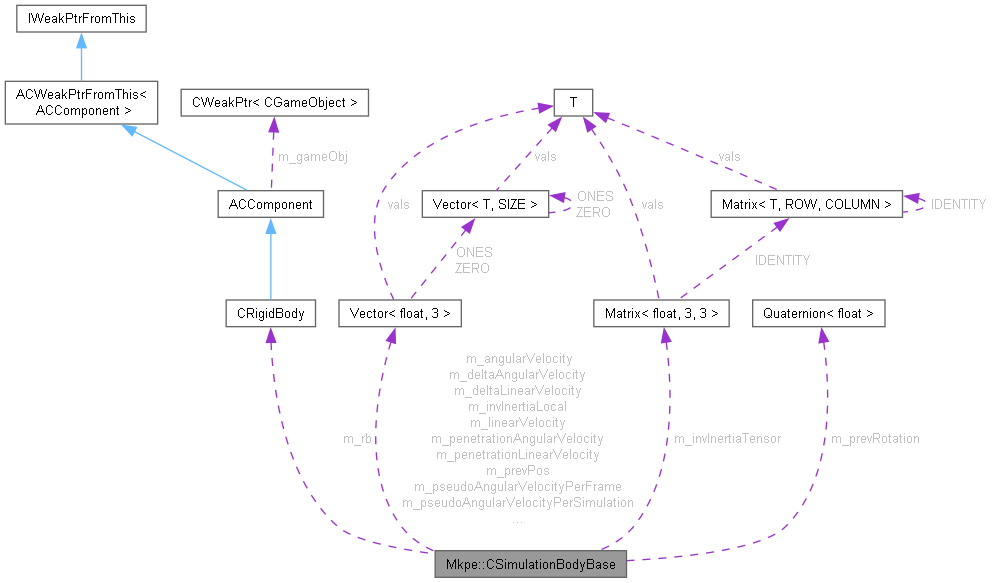 IWeakPtrFromThis
ACWeakPtrFromThis<
ACComponent >
CWeakPtr< CGameObject >
T
m_gameObj
vals
ACComponent
vals
Vector< T, SIZE >
ONES
ZERO
vals
Matrix< T, ROW, COLUMN >
IDENTITY
vals
ONES
ZERO
IDENTITY
CRigidBody
Vector< float, 3 >
Matrix< float, 3, 3 >
Quaternion< float >
m_rb
m_angularVelocity
m_deltaAngularVelocity
m_deltaLinearVelocity
m_invInertiaLocal
m_linearVelocity
m_penetrationAngularVelocity
m_penetrationLinearVelocity
m_prevPos
m_pseudoAngularVelocityPerFrame
m_pseudoAngularVelocityPerSimulation
...
m_invInertiaTensor
m_prevRotation
Mkpe::CSimulationBodyBase